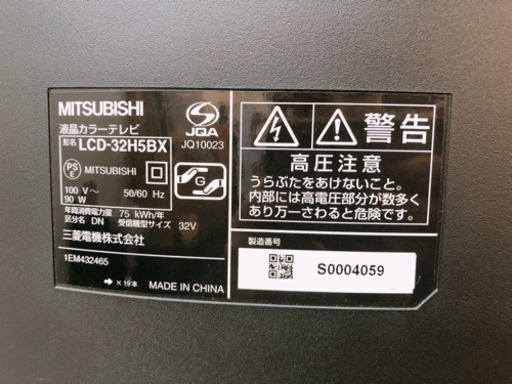 MITSUBISHI
液晶カラーテレビ
形名 LCD-32H5BX
JQA
JQ10023
PSE MITSUBISHI
G
100 V～ 50/60 Hz
90 W
年間消費電力量 75 kWh/年
区分名 DN 受信機型サイズ 32V
三菱電機株式会社
1EM432465
➔ ×19本
MADE IN CHINA
警告
高圧注意
うらぶたをあけないこと。
内部には高電圧部分が数多く
あり万一さわると危険です。
製造番号
S0004059